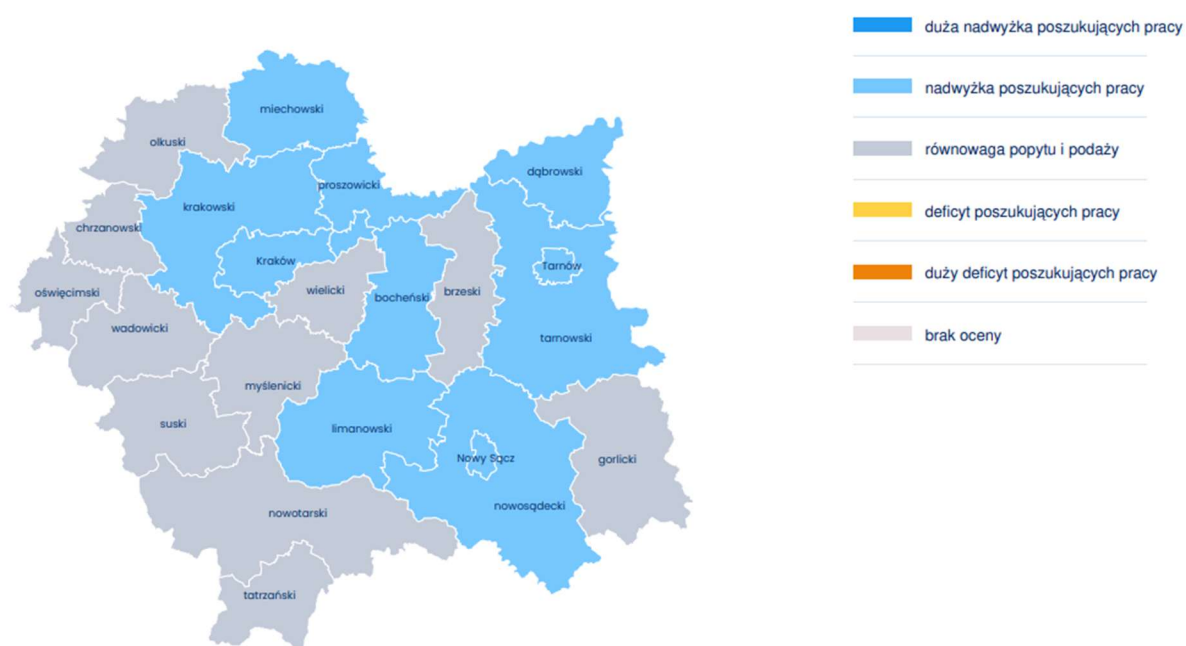 duża nadwyżka poszukujących pracy
nadwyżka poszukujących pracy
równowaga popytu i podaży
deficyt poszukujących pracy
duży deficyt poszukujących pracy
brak oceny
miechowski
olkuski
dąbrowski
proszowicki
krakowski
chrzanowski
Kraków
Tarnów
oświęcimski
wielicki
bocheński
brzeski
wadowicki
tarnowski
myślenicki
suski
limanowski
Nowy Sącz
gorlicki
nowosądecki
nowotarski
tatrzański